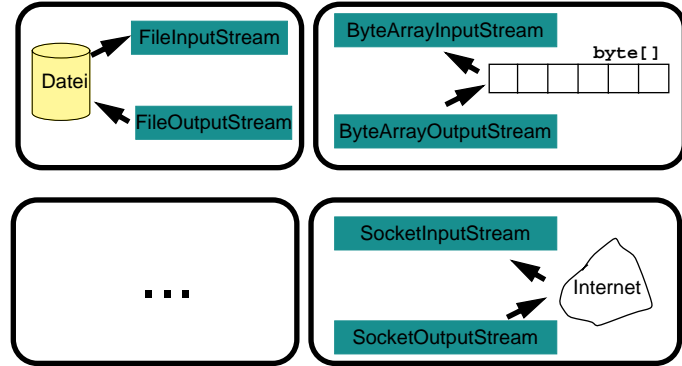 FileInputStream
Datei
FileOutputStream
ByteArrayInputStream
byte[]
ByteArrayOutputStream
...
SocketInputStream
Internet
SocketOutputStream